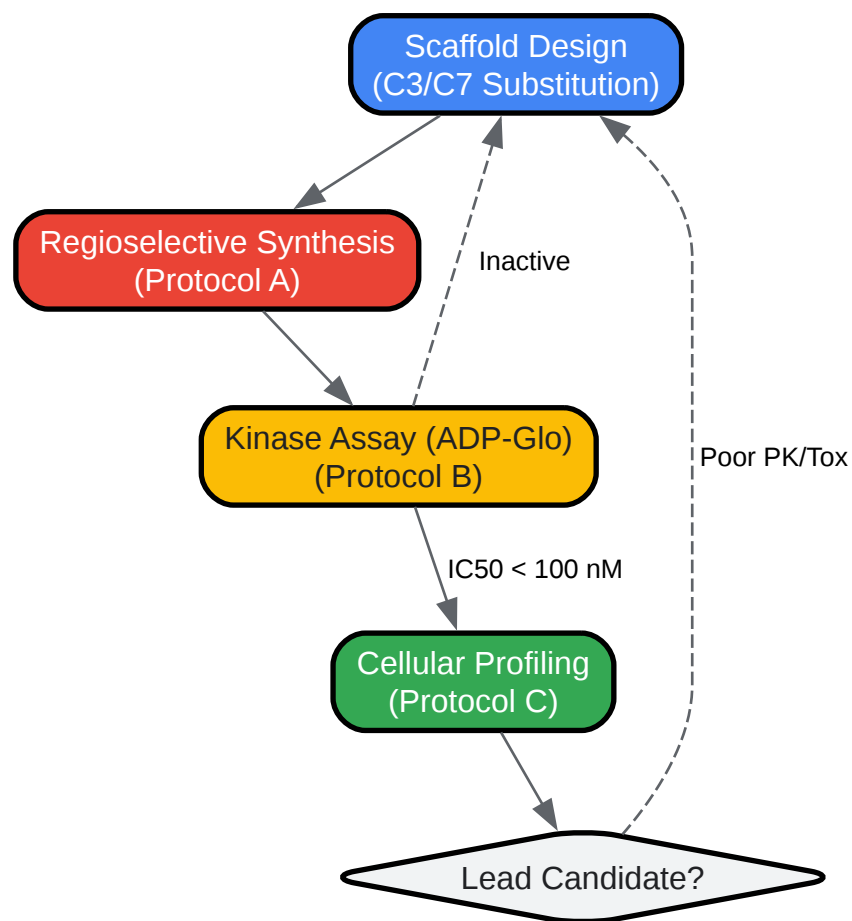 Scaffold Design
(C3/C7 Substitution)
Regioselective Synthesis
(Protocol A)
Inactive
Kinase Assay (ADP-Glo)
(Protocol B)
Poor PK/Tox
IC50 < 100 nM
Cellular Profiling
(Protocol C)
Lead Candidate?